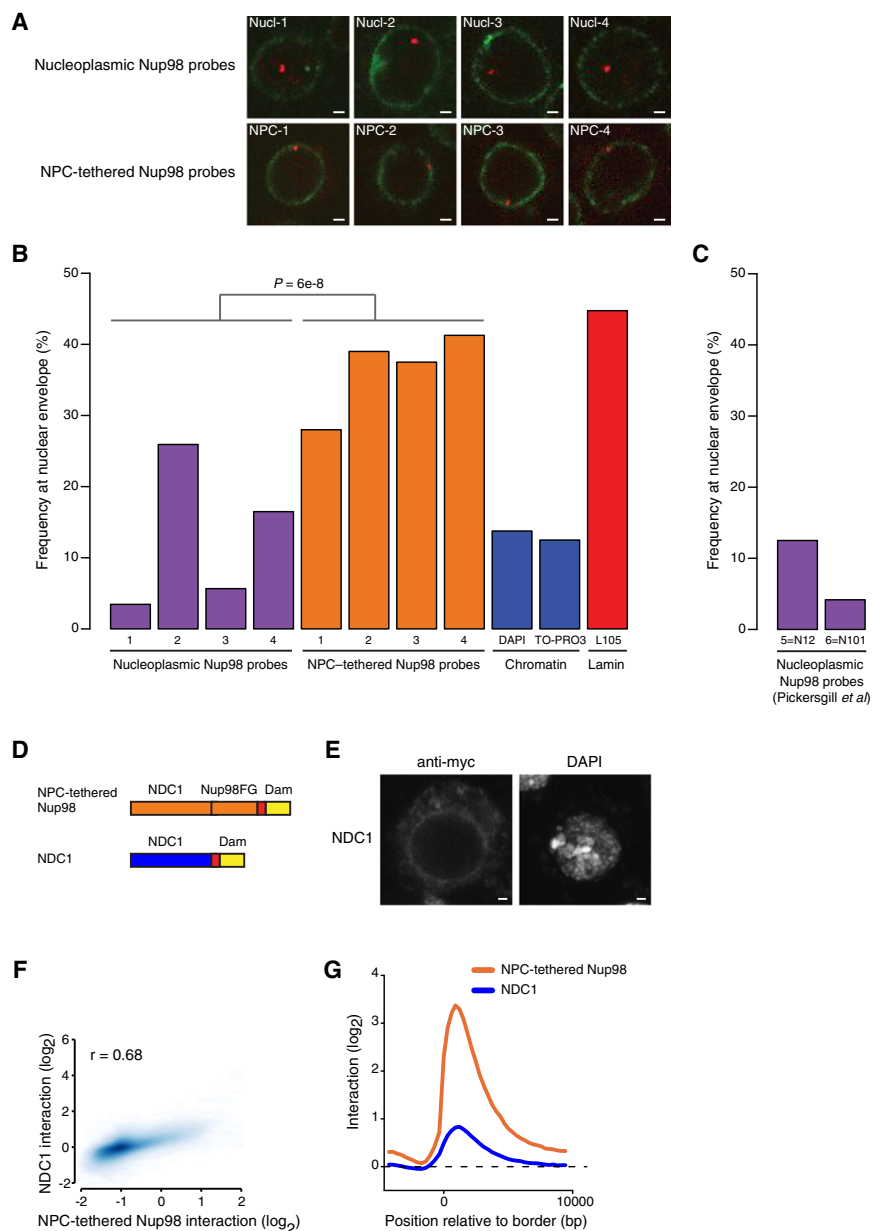 A
Nucleoplasmic Nup98 probes
Nucl-1
Nucl-2
Nucl-3
Nucl-4
NPC-tethered Nup98 probes
NPC-1
NPC-2
NPC-3
NPC-4
B
Frequency at nuclear envelope (%)
50
40
30
20
10
0
P = 6e-8
1
2
3
4
1
2
3
4
DAPI
TO-PRO3
L105
Nucleoplasmic Nup98 probes
NPC–tethered Nup98 probes
Chromatin
Lamin
C
Frequency at nuclear envelope (%)
50
40
30
20
10
0
5=N12
6=N101
Nucleoplasmic
Nup98 probes
(Pickersgill et al)
D
NPC-tethered
Nup98
NDC1
Nup98FG
Dam
NDC1
NDC1
Dam
E
anti-myc
DAPI
NDC1
F
NDC1 interaction (log2)
6
4
2
0
-2
r = 0.68
-2
-1
0
1
2
NPC-tethered Nup98 interaction (log2)
G
NPC-tethered Nup98
NDC1
Interaction (log2)
4
3
2
1
0
0
10000
Position relative to border (bp)